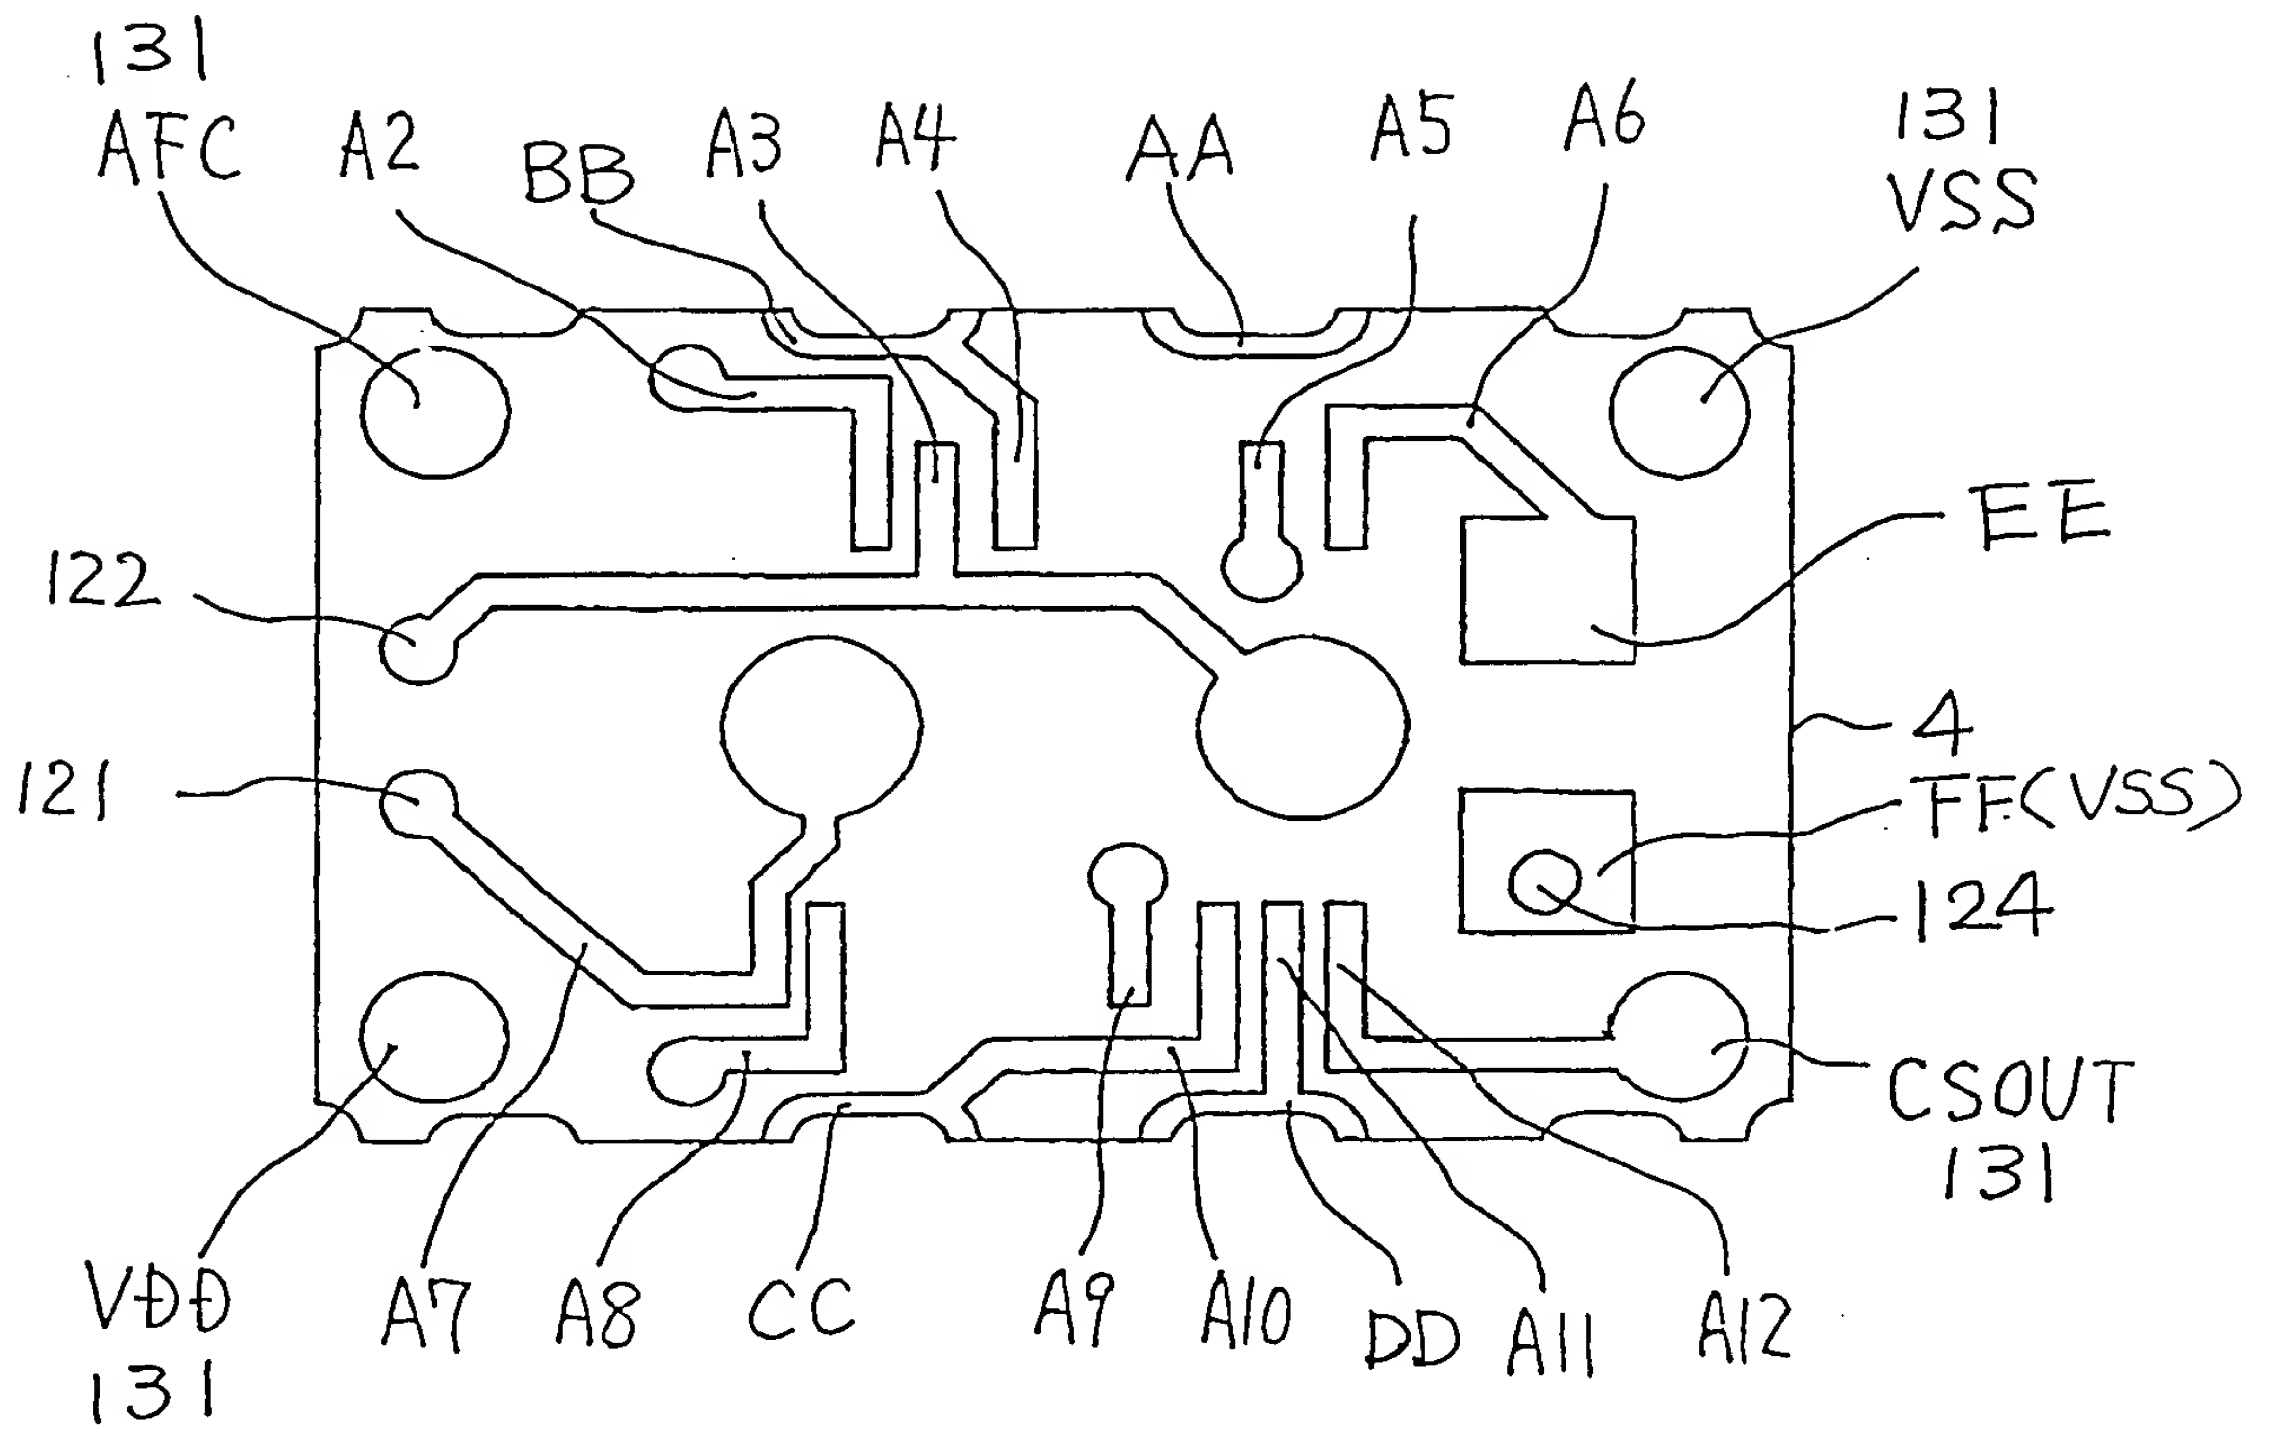 131
AFC
A2
BB
A3
A4
AA
A5
A6
131
VSS
EE
122
4
121
FF(VSS)
124
CSOUT
131
VDD
131
A7
A8
CC
A9
A10
DD
A11
A12